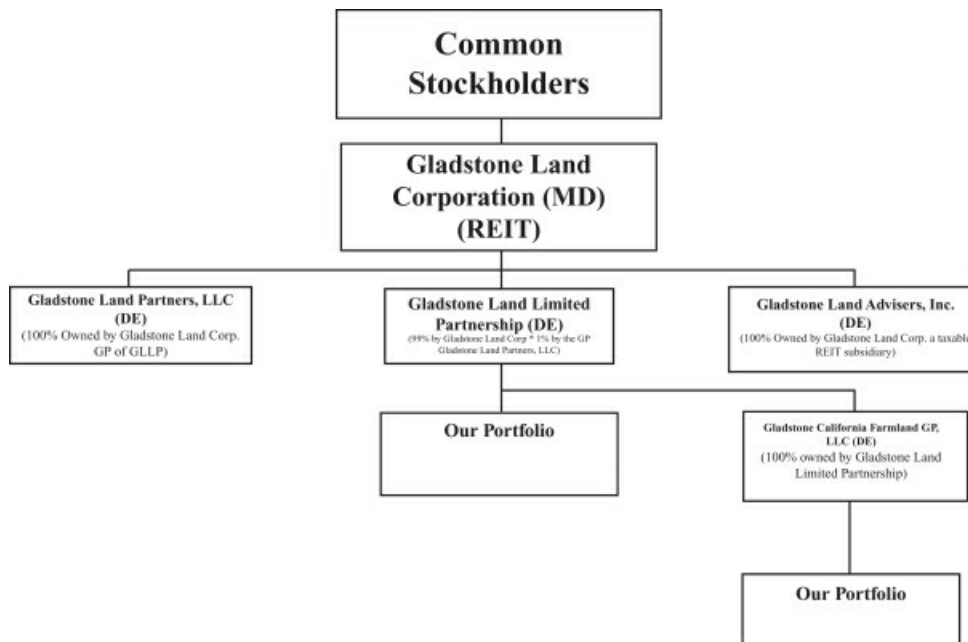 Common
Stockholders
Gladstone Land
Corporation (MD)
(REIT)
Gladstone Land Partners, LLC
(DE)
(100% Owned by Gladstone Land Corp.
GP of GLLP)
Gladstone Land Limited
Partnership (DE)
(99% by Gladstone Land Corp * 1% by the GP
Gladstone Land Partners, LLC)
Gladstone Land Advisers, Inc.
(DE)
(100% Owned by Gladstone Land Corp. a taxable
REIT subsidiary)
Our Portfolio
Gladstone California Farmland GP,
LLC (DE)
(100% owned by Gladstone Land
Limited Partnership)
Our Portfolio